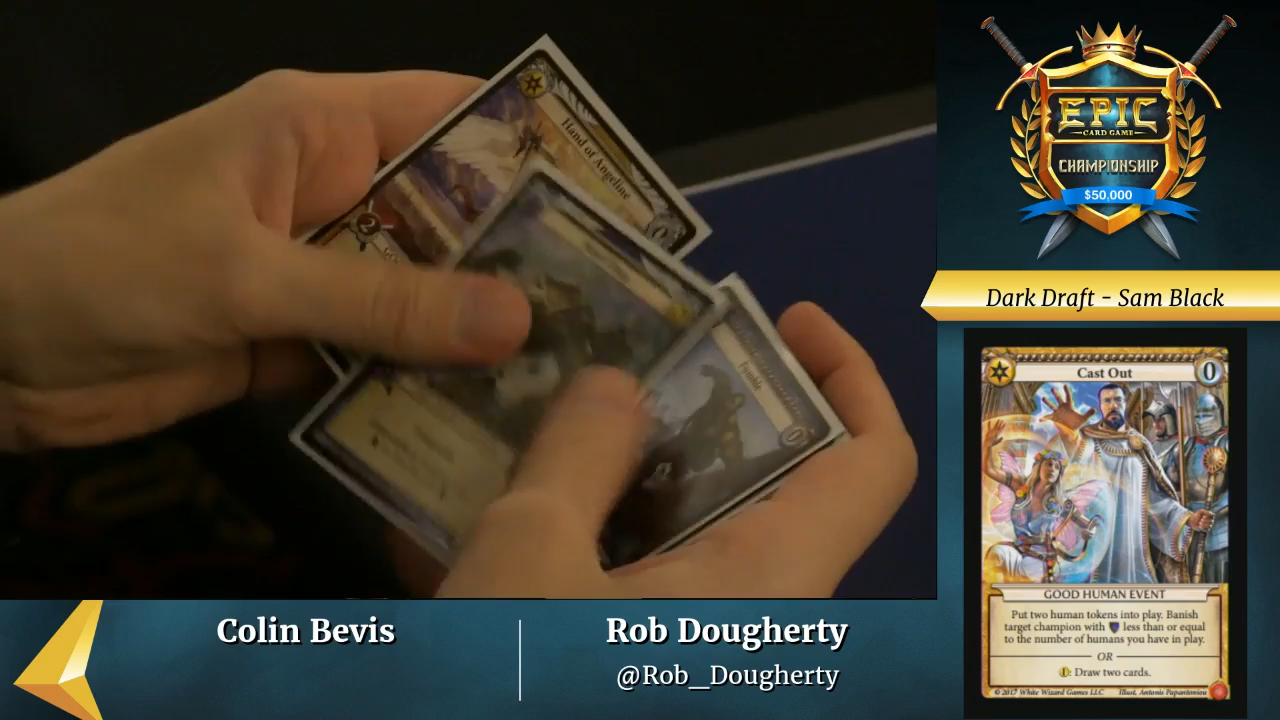 Hand of Angeline
2
Fumble
0
EPIC
CARD GAME
CHAMPIONSHIP
$50,000
Dark Draft - Sam Black
Cast Out
0
GOOD HUMAN EVENT
Put two human tokens into play. Banish
target champion with less than or equal
to the number of humans you have in play.
OR
: Draw two cards.
© 2017 White Wizard Games LLC Illust. Antonis Papantoniou
Colin Bevis
Rob Dougherty
@Rob_Dougherty